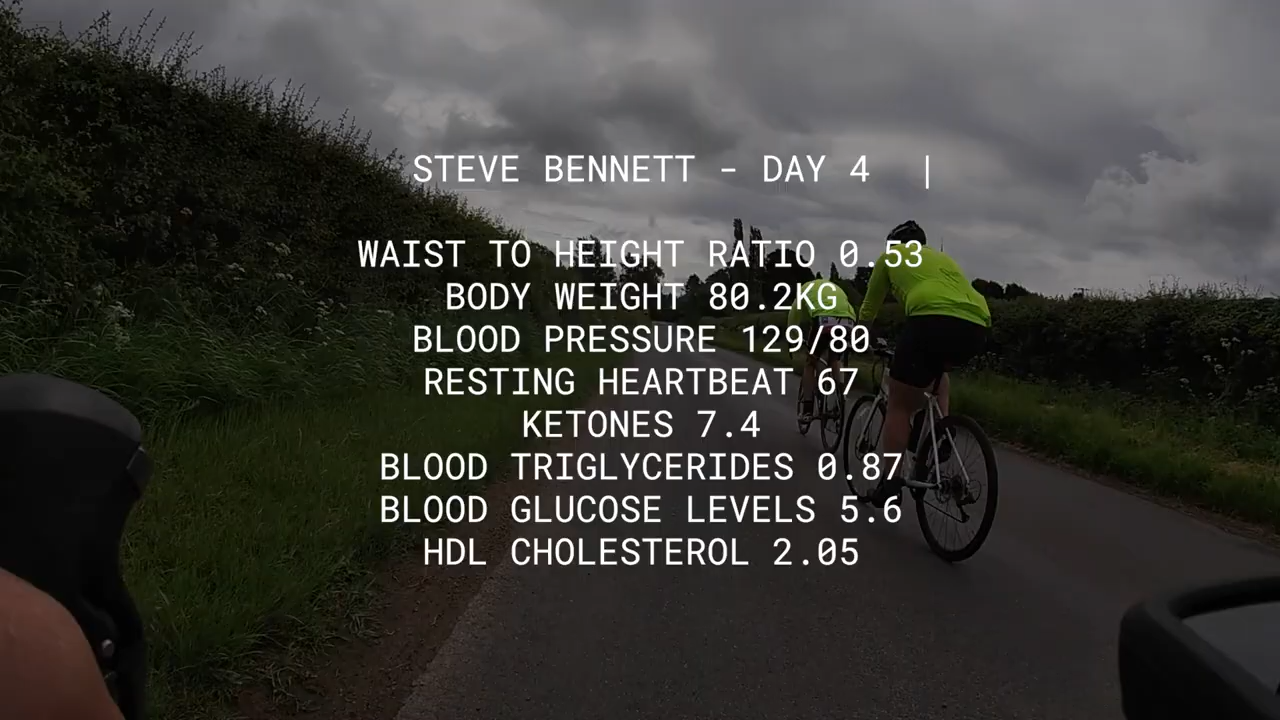 STEVE BENNETT - DAY 4 |
WAIST TO HEIGHT RATIO 0.53
BODY WEIGHT 80.2KG
BLOOD PRESSURE 129/80
RESTING HEARTBEAT 67
KETONES 7.4
BLOOD TRIGLYCERIDES 0.87
BLOOD GLUCOSE LEVELS 5.6
HDL CHOLESTEROL 2.05